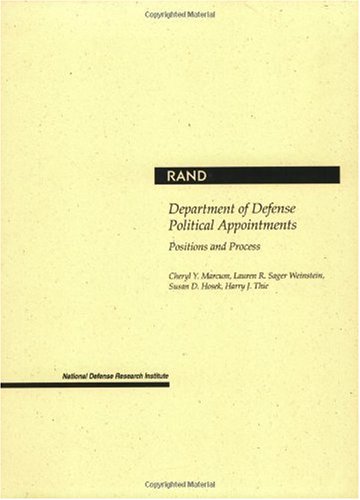 Copyrighted Material
RAND
Department of Defense
Political Appointments
Positions and Process
Cheryl Y. Marcum, Lauren R. Sager Weinstein,
Susan D. Hosek, Harry J. Thie
National Defense Research Institute
Copyrighted Material